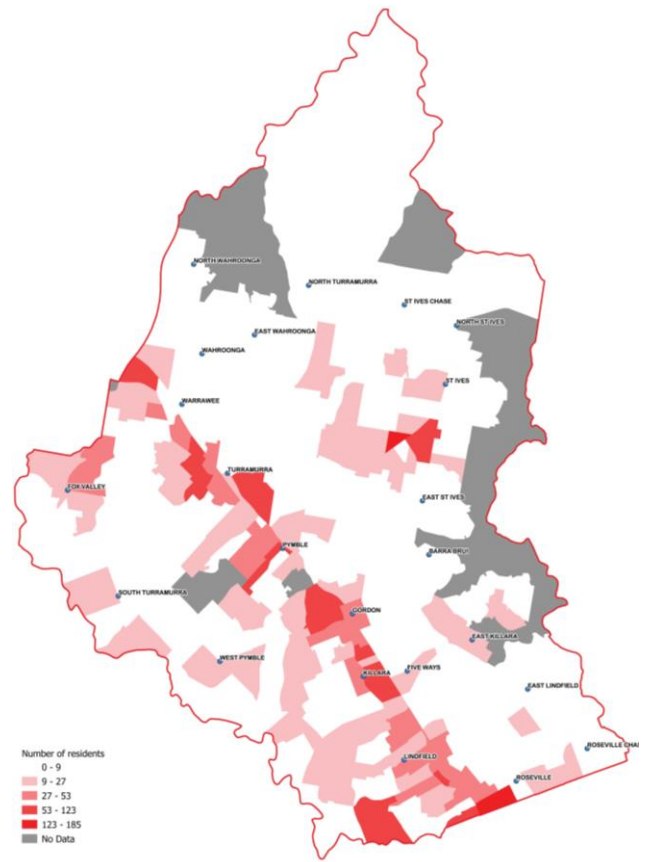 NORTH WAHROONGA
NORTH TURRAMURRA
ST IVES CHASE
NORTH ST IVES
EAST WAHROONGA
WAHROONGA
ST IVES
WARRAWEE
TURRAMURRA
FOX VALLEY
EAST ST IVES
PYMBLE
BARRA BRUI
SOUTH TURRAMURRA
GORDON
EAST KILLARA
WEST PYMBLE
FIVE WAYS
KILLARA
EAST LINDFIELD
ROSEVILLE CHA
LINDFIELD
ROSEVILLE
Number of residents
0 - 9
9 - 27
27 - 53
53 - 123
123 - 185
No Data